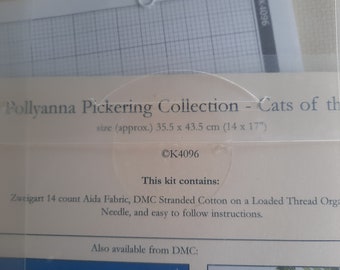 Pollyanna Pickering Collection - Cats of th
size (approx.) 35.5 x 43.5 cm (14 x 17")
©K4096
This kit contains:
Zweigart 14 count Aida Fabric, DMC Stranded Cotton on a Loaded Thread Orga
Needle, and easy to follow instructions.
Also available from DMC: